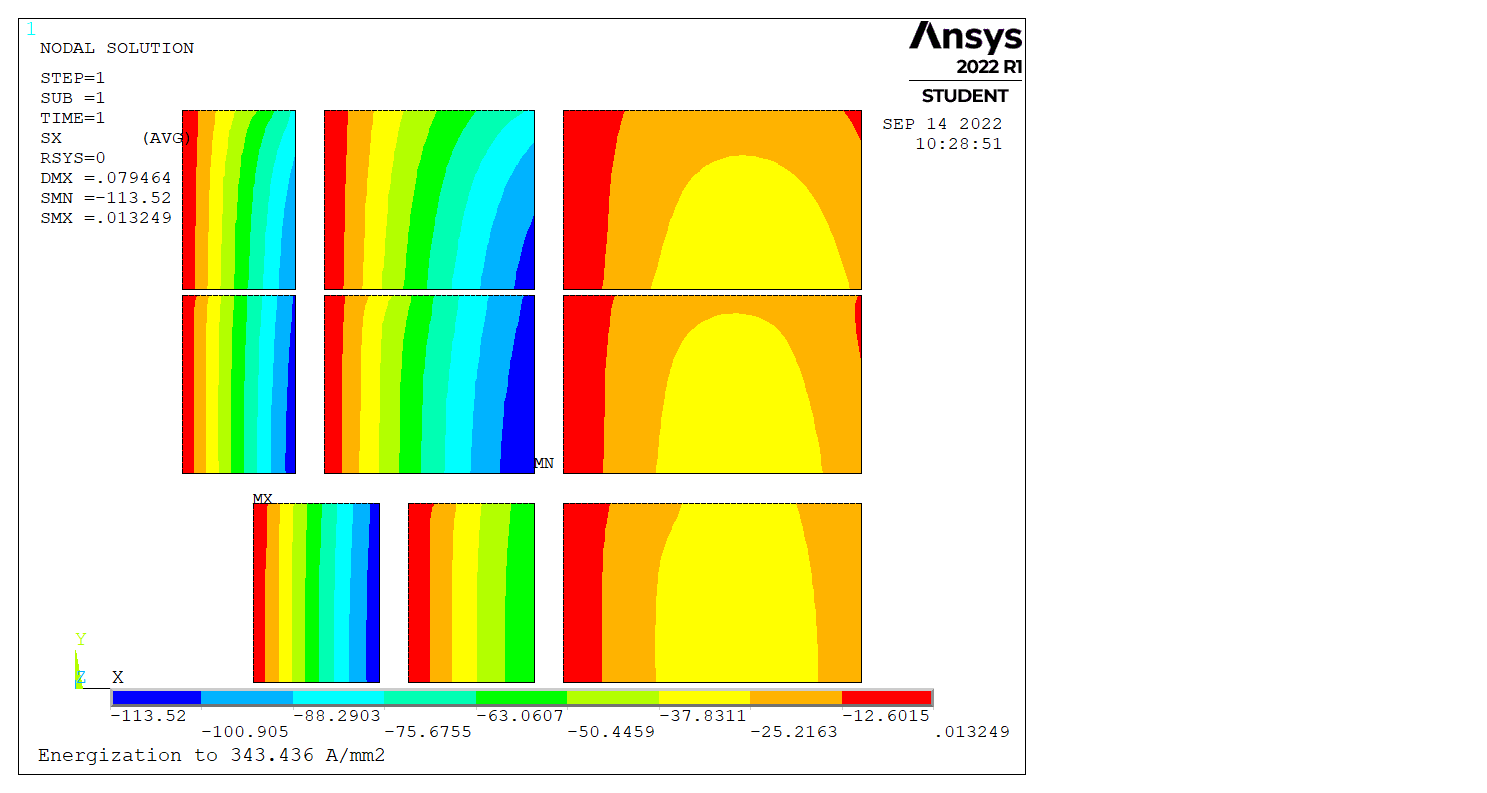 1
NODAL SOLUTION
STEP=1
SUB =1
TIME=1
SX (AVG)
RSYS=0
DMX =.079464
SMN =-113.52
SMX =.013249
Ansys
2022 R1
STUDENT
SEP 14 2022
10:28:51
MN
MX
Y
Z X
-113.52 -88.2903 -63.0607 -37.8311 -12.6015
-100.905 -75.6755 -50.4459 -25.2163 .013249
Energization to 343.436 A/mm2